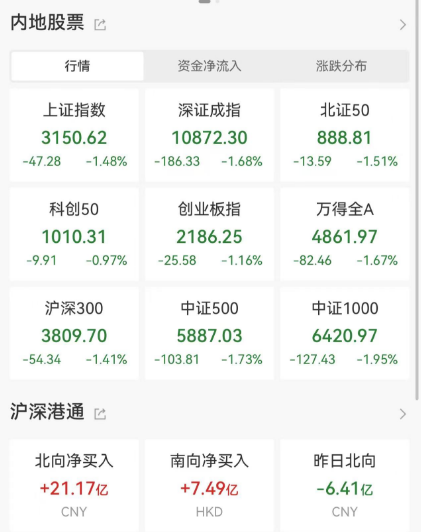 内地股票
行情 资金净流入 涨跌分布
上证指数 深证成指 北证50
3150.62 10872.30 888.81
-47.28 -1.48% -186.33 -1.68% -13.59 -1.51%
科创50 创业板指 万得全A
1010.31 2186.25 4861.97
-9.91 -0.97% -25.58 -1.16% -82.46 -1.67%
沪深300 中证500 中证1000
3809.70 5887.03 6420.97
-54.34 -1.41% -103.81 -1.73% -127.43 -1.95%
沪深港通
北向净买入 南向净买入 昨日北向
+21.17亿 +7.49亿 -6.41亿
CNY HKD CNY